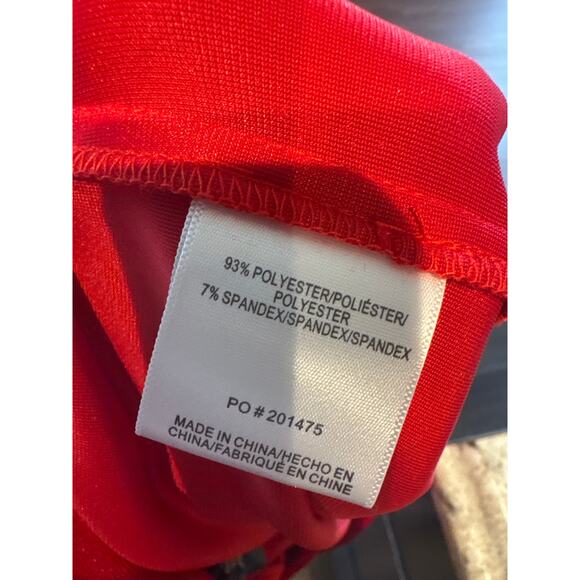 93% POLYESTER/POLIÉSTER/
POLYESTER
7% SPANDEX/SPANDEX/SPANDEX
PO # 201475
MADE IN CHINA/HECHO EN
CHINA/FABRIQUÉ EN CHINE